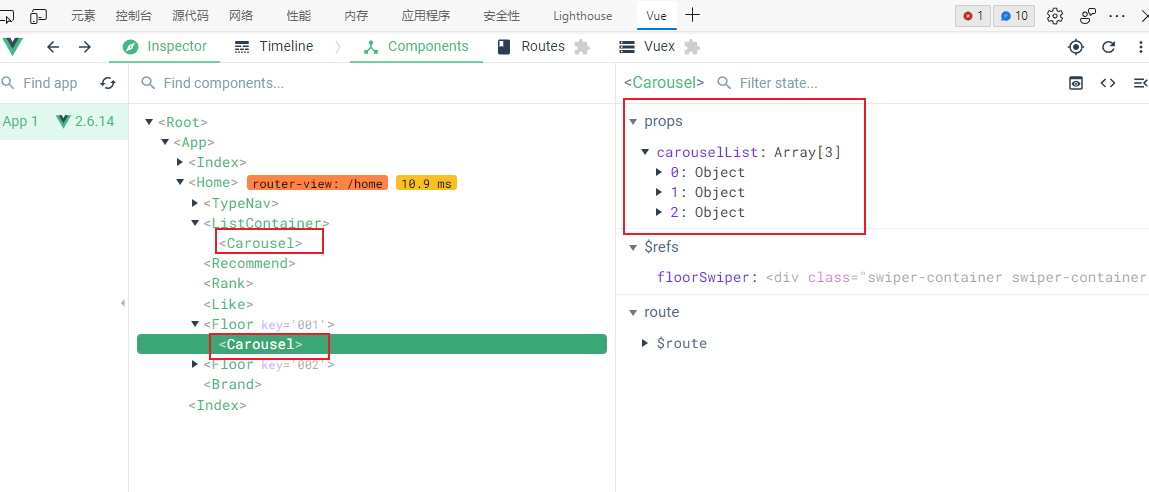 元素 控制台 源代码 网络 性能 内存 应用程序 安全性 Lighthouse Vue 1 10
Inspector Timeline Components Routes Vuex
Find app Find components... <Carousel> Filter state...
App 1 2.6.14
<Root>
<App>
<Index>
<Home> router-view: /home 10.9 ms
<TypeNav>
<ListContainer>
<Carousel>
<Recommend>
<Rank>
<Like>
<Floor key='001'>
<Carousel>
<Floor key='002'>
<Brand>
<Index>
props
carouselList: Array[3]
0: Object
1: Object
2: Object
$refs
floorSwiper: <div class="swiper-container swiper-container
route
$route